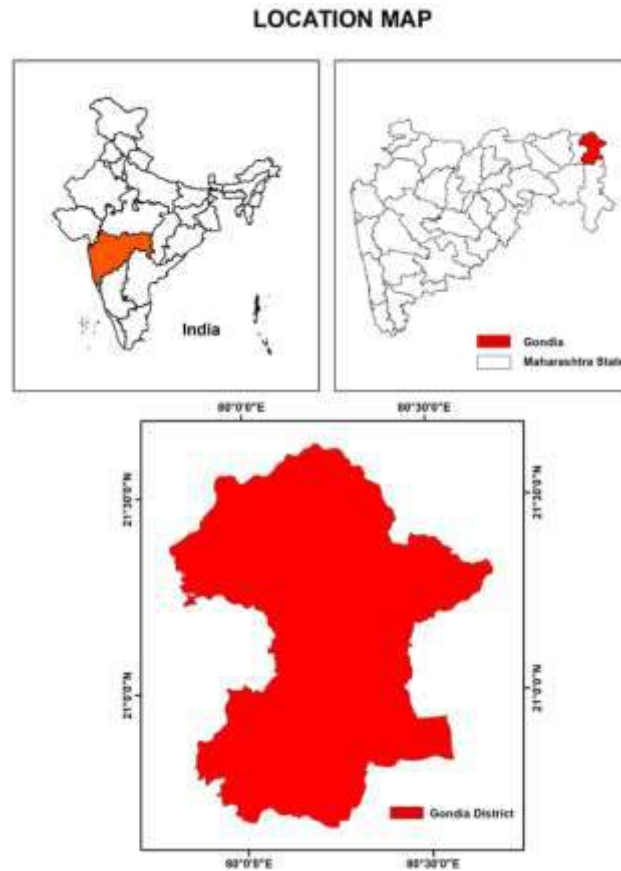 LOCATION MAP
India
Gondia
Maharashtra State
80°0'0"E
80°30'0"E
21°30'0"N
21°30'0"N
21°0'0"N
21°0'0"N
Gondia District
80°0'0"E
80°30'0"E